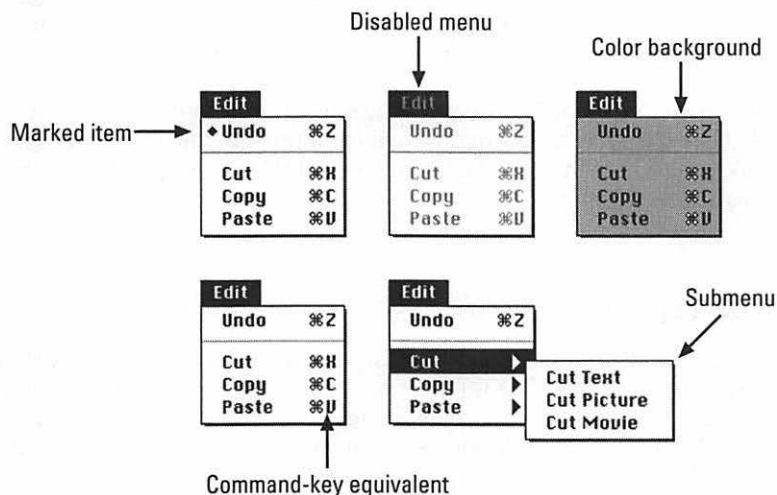 Disabled menu
Color background
Edit
Edit
Edit
Marked item
◆Undo ⌘Z
Undo ⌘Z
Undo ⌘Z
Cut ⌘X
Copy ⌘C
Paste ⌘V
Cut ⌘X
Copy ⌘C
Paste ⌘V
Cut ⌘X
Copy ⌘C
Paste ⌘V
Edit
Edit
Submenu
Undo ⌘Z
Undo ⌘Z
Cut ⌘X
Copy ⌘C
Paste ⌘V
Cut ▶
Copy ▶
Paste ▶
Cut Text
Cut Picture
Cut Movie
Command-key equivalent